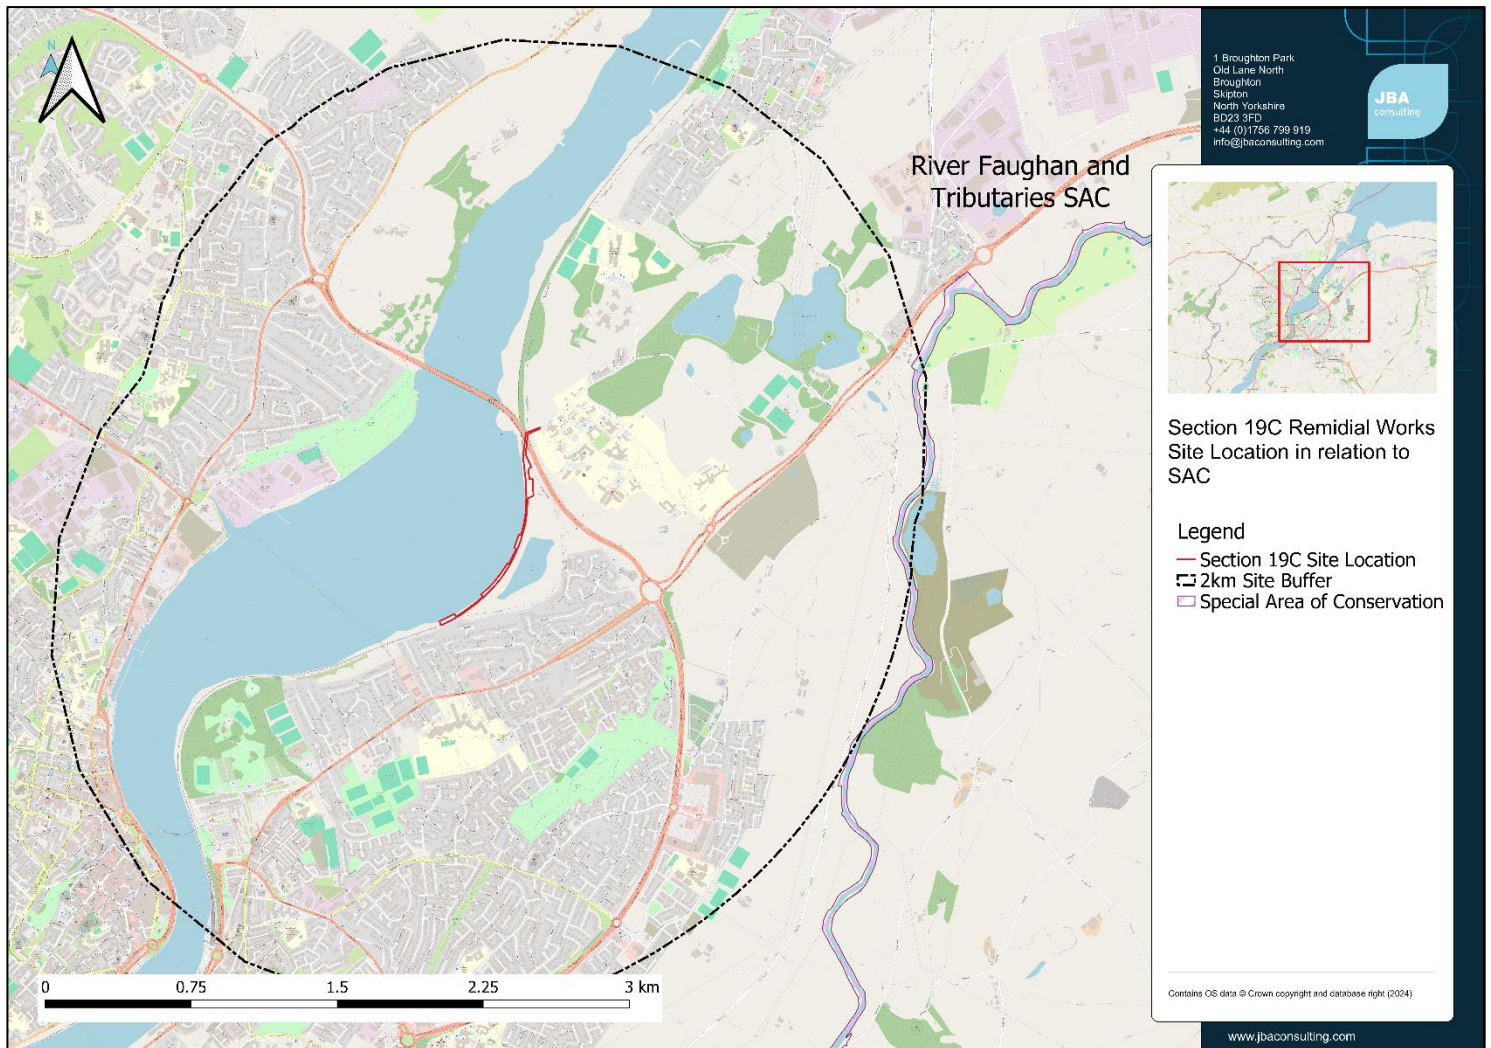 N
River Faughan and
Tributaries SAC
0 0.75 1.5 2.25 3 km
1 Broughton Park
Old Lane North
Broughton
Skipton
North Yorkshire
BD23 3FD
+44 (0)1756 799 919
info@jbaconsulting.com
JBA
consulting
Section 19C Remidial Works
Site Location in relation to
SAC
Legend
Section 19C Site Location
2km Site Buffer
Special Area of Conservation
Contains OS data © Crown copyright and database right (2024)
www.jbaconsulting.com